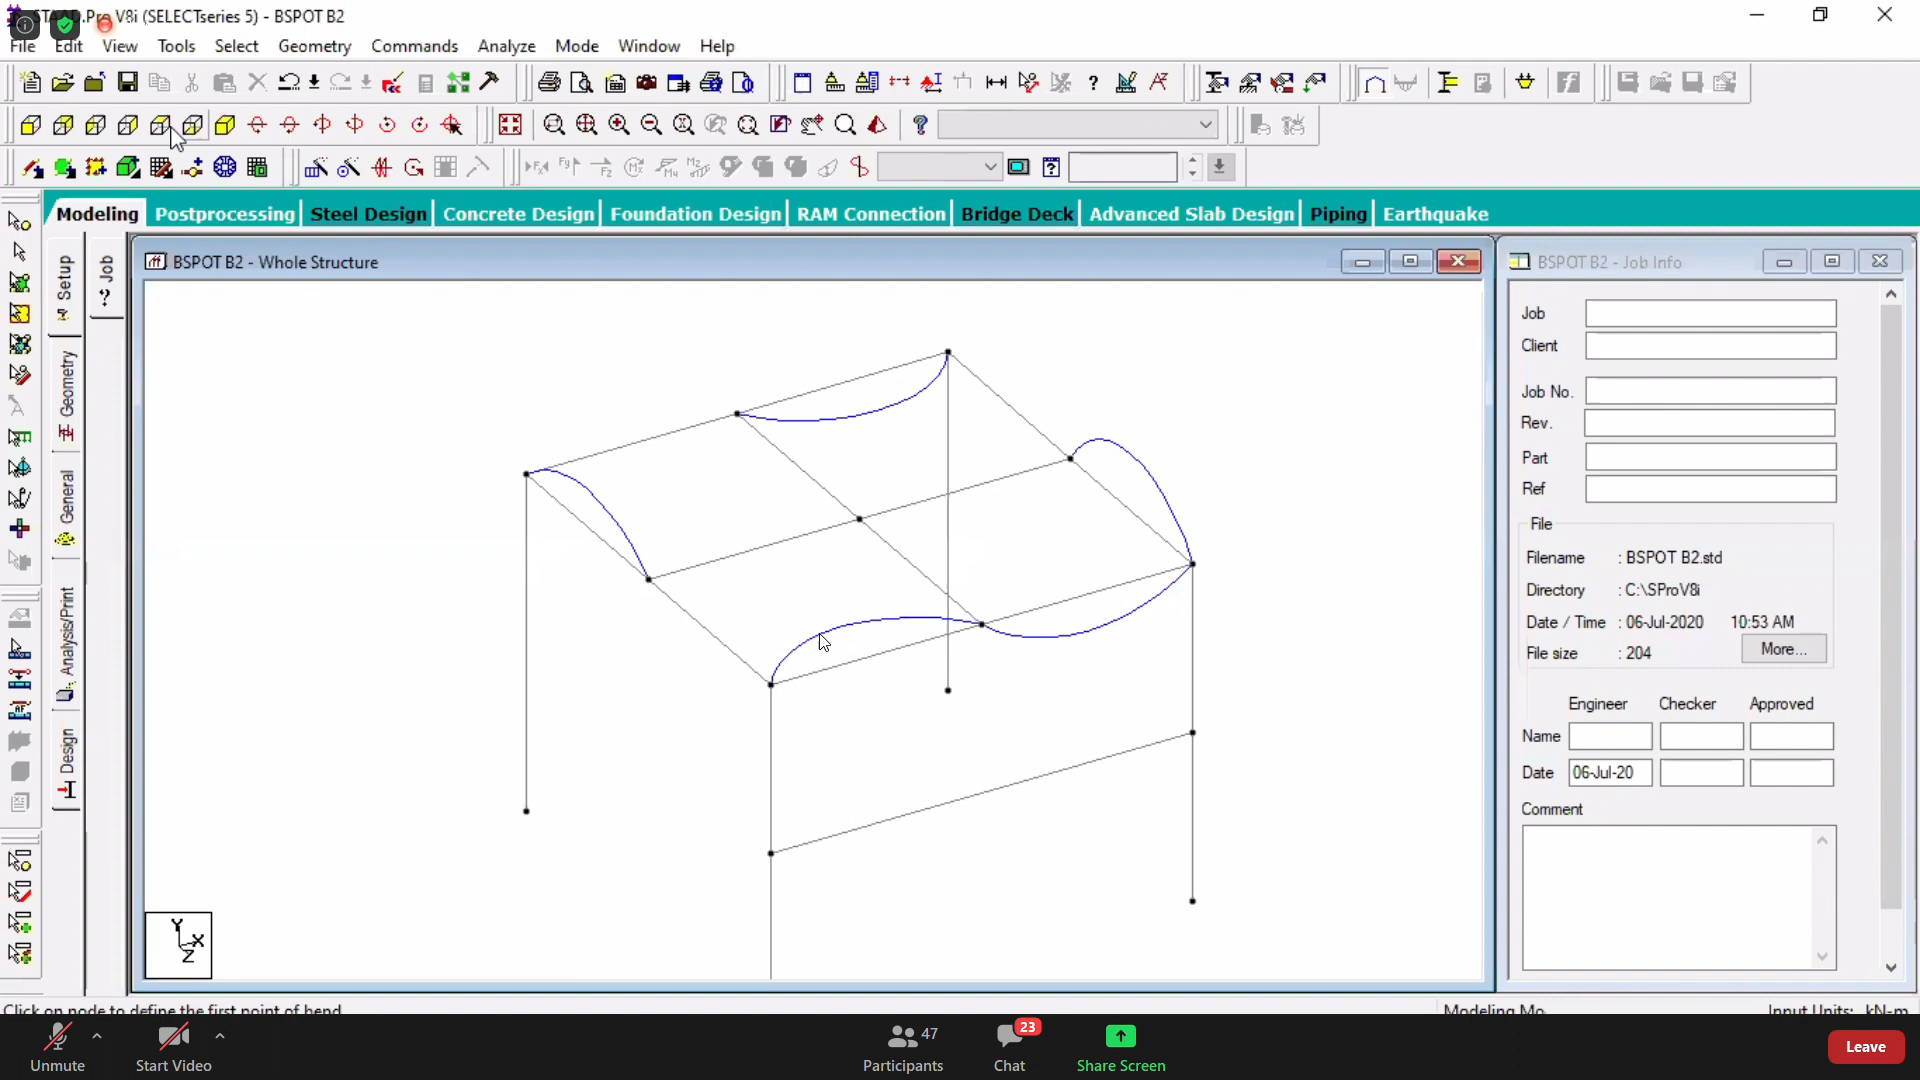 STAAD.Pro V8i (SELECTseries 5) - BSPOT B2
File Edit View Tools Select Geometry Commands Analyze Mode Window Help
Modeling Postprocessing Steel Design Concrete Design Foundation Design RAM Connection Bridge Deck Advanced Slab Design Piping Earthquake
Setup
Geometry
General
Analysis/Print
Design
Job
BSPOT B2 - Whole Structure
Y
X
Z
BSPOT B2 - Job Info
Job
Client
Job No.
Rev.
Part
Ref
File
Filename : BSPOT B2.std
Directory : C:\SProV8i
Date / Time : 06-Jul-2020 10:53 AM
File size : 204
More...
Engineer Checker Approved
Name
Date 06-Jul-20
Comment
Click on node to define the first point of bend
Modeling Mo
Input Units: kN-m
Unmute
Start Video
47
Participants
23
Chat
Share Screen
Leave